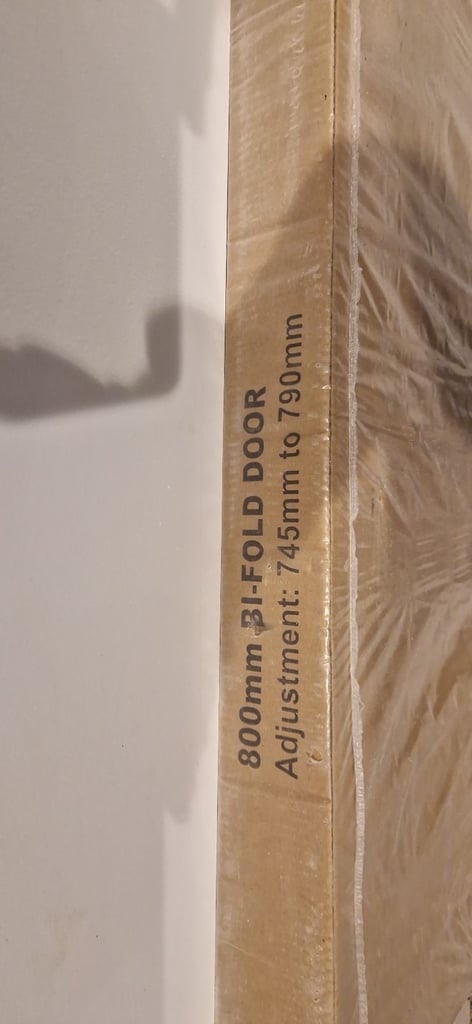 800mm BI-FOLD DOOR
Adjustment: 745mm to 790mm